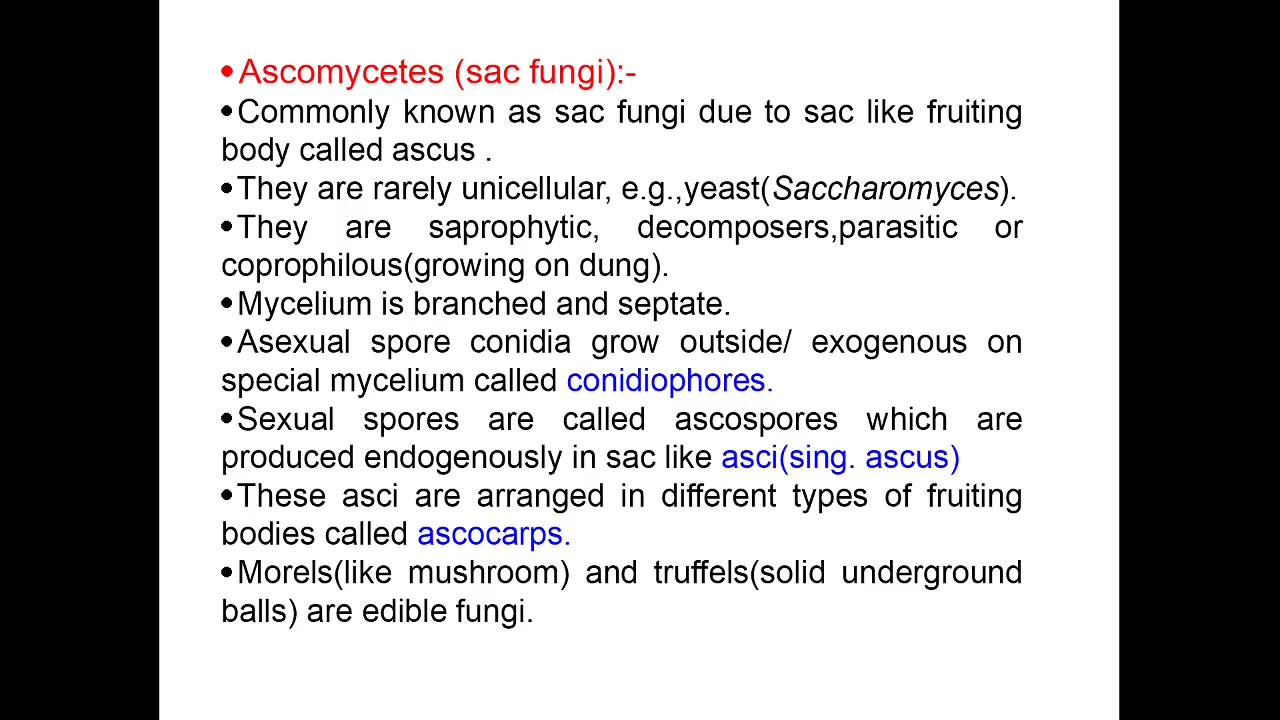 •Ascomycetes (sac fungi):-
•Commonly known as sac fungi due to sac like fruiting
body called ascus .
•They are rarely unicellular, e.g.,yeast(Saccharomyces).
•They are saprophytic, decomposers,parasitic or
coprophilous(growing on dung).
•Mycelium is branched and septate.
•Asexual spore conidia grow outside/ exogenous on
special mycelium called conidiophores.
•Sexual spores are called ascospores which are
produced endogenously in sac like asci(sing. ascus)
•These asci are arranged in different types of fruiting
bodies called ascocarps.
•Morels(like mushroom) and truffels(solid underground
balls) are edible fungi.